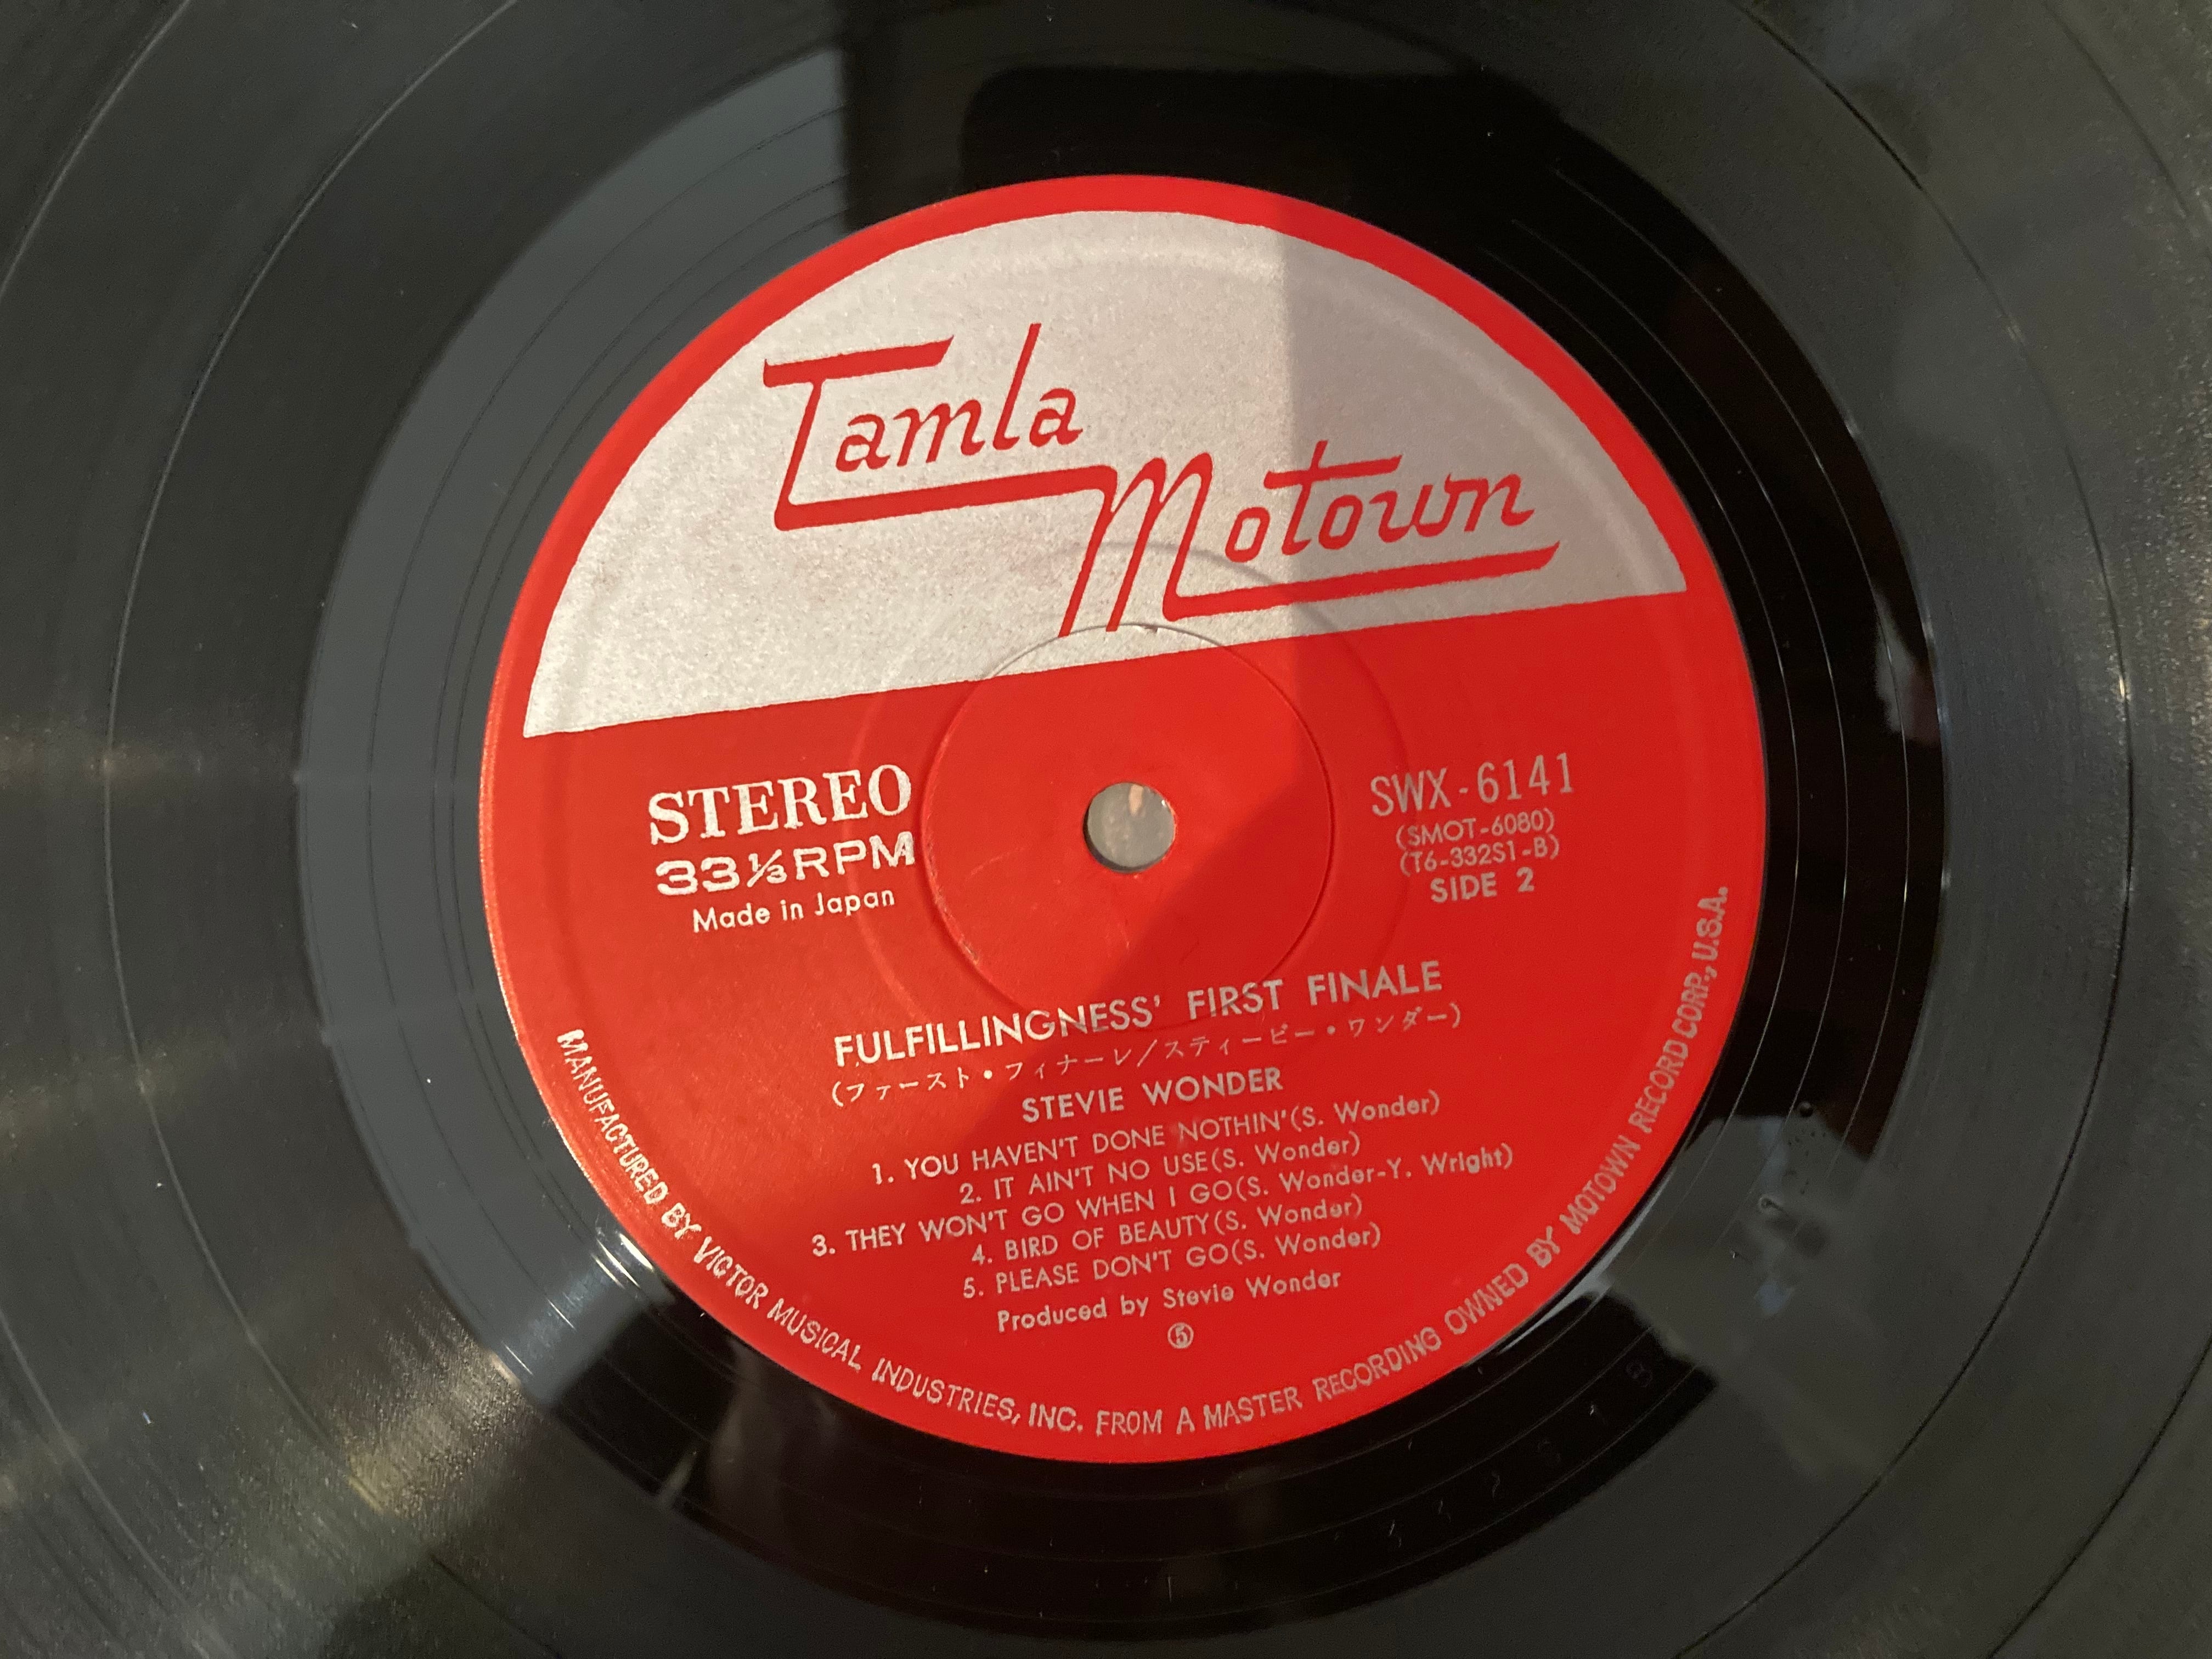 Tamla
Motown
STEREO
33⅓RPM
Made in Japan
SWX-6141
(SMOT-6080)
(T6-332S1-B)
SIDE 2
FULFILLINGNESS' FIRST FINALE
(ファースト・フィナーレ/スティービー・ワンダー)
STEVIE WONDER
1. YOU HAVEN'T DONE NOTHIN'(S. Wonder)
2. IT AIN'T NO USE(S. Wonder)
3. THEY WON'T GO WHEN I GO(S. Wonder-Y. Wright)
4. BIRD OF BEAUTY(S. Wonder)
5. PLEASE DON'T GO(S. Wonder)
Produced by Stevie Wonder
⑤
MANUFACTURED BY VICTOR MUSICAL INDUSTRIES, INC. FROM A MASTER RECORDING OWNED BY MOTOWN RECORD CORP., U.S.A.